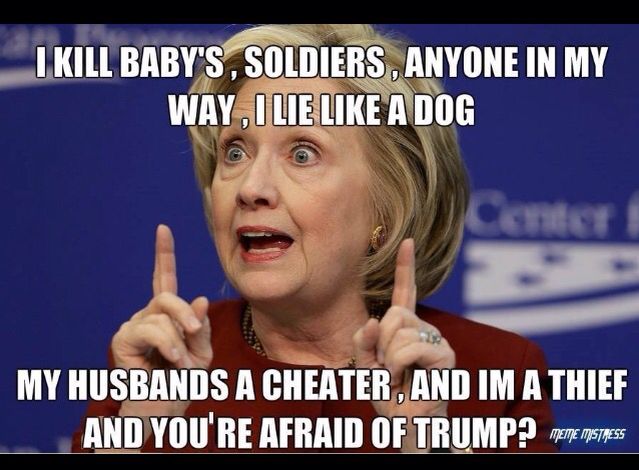 I KILL BABY'S , SOLDIERS , ANYONE IN MY
WAY , I LIE LIKE A DOG
Center
MY HUSBANDS A CHEATER , AND IM A THIEF
AND YOU'RE AFRAID OF TRUMP?
MEME MISTRESS